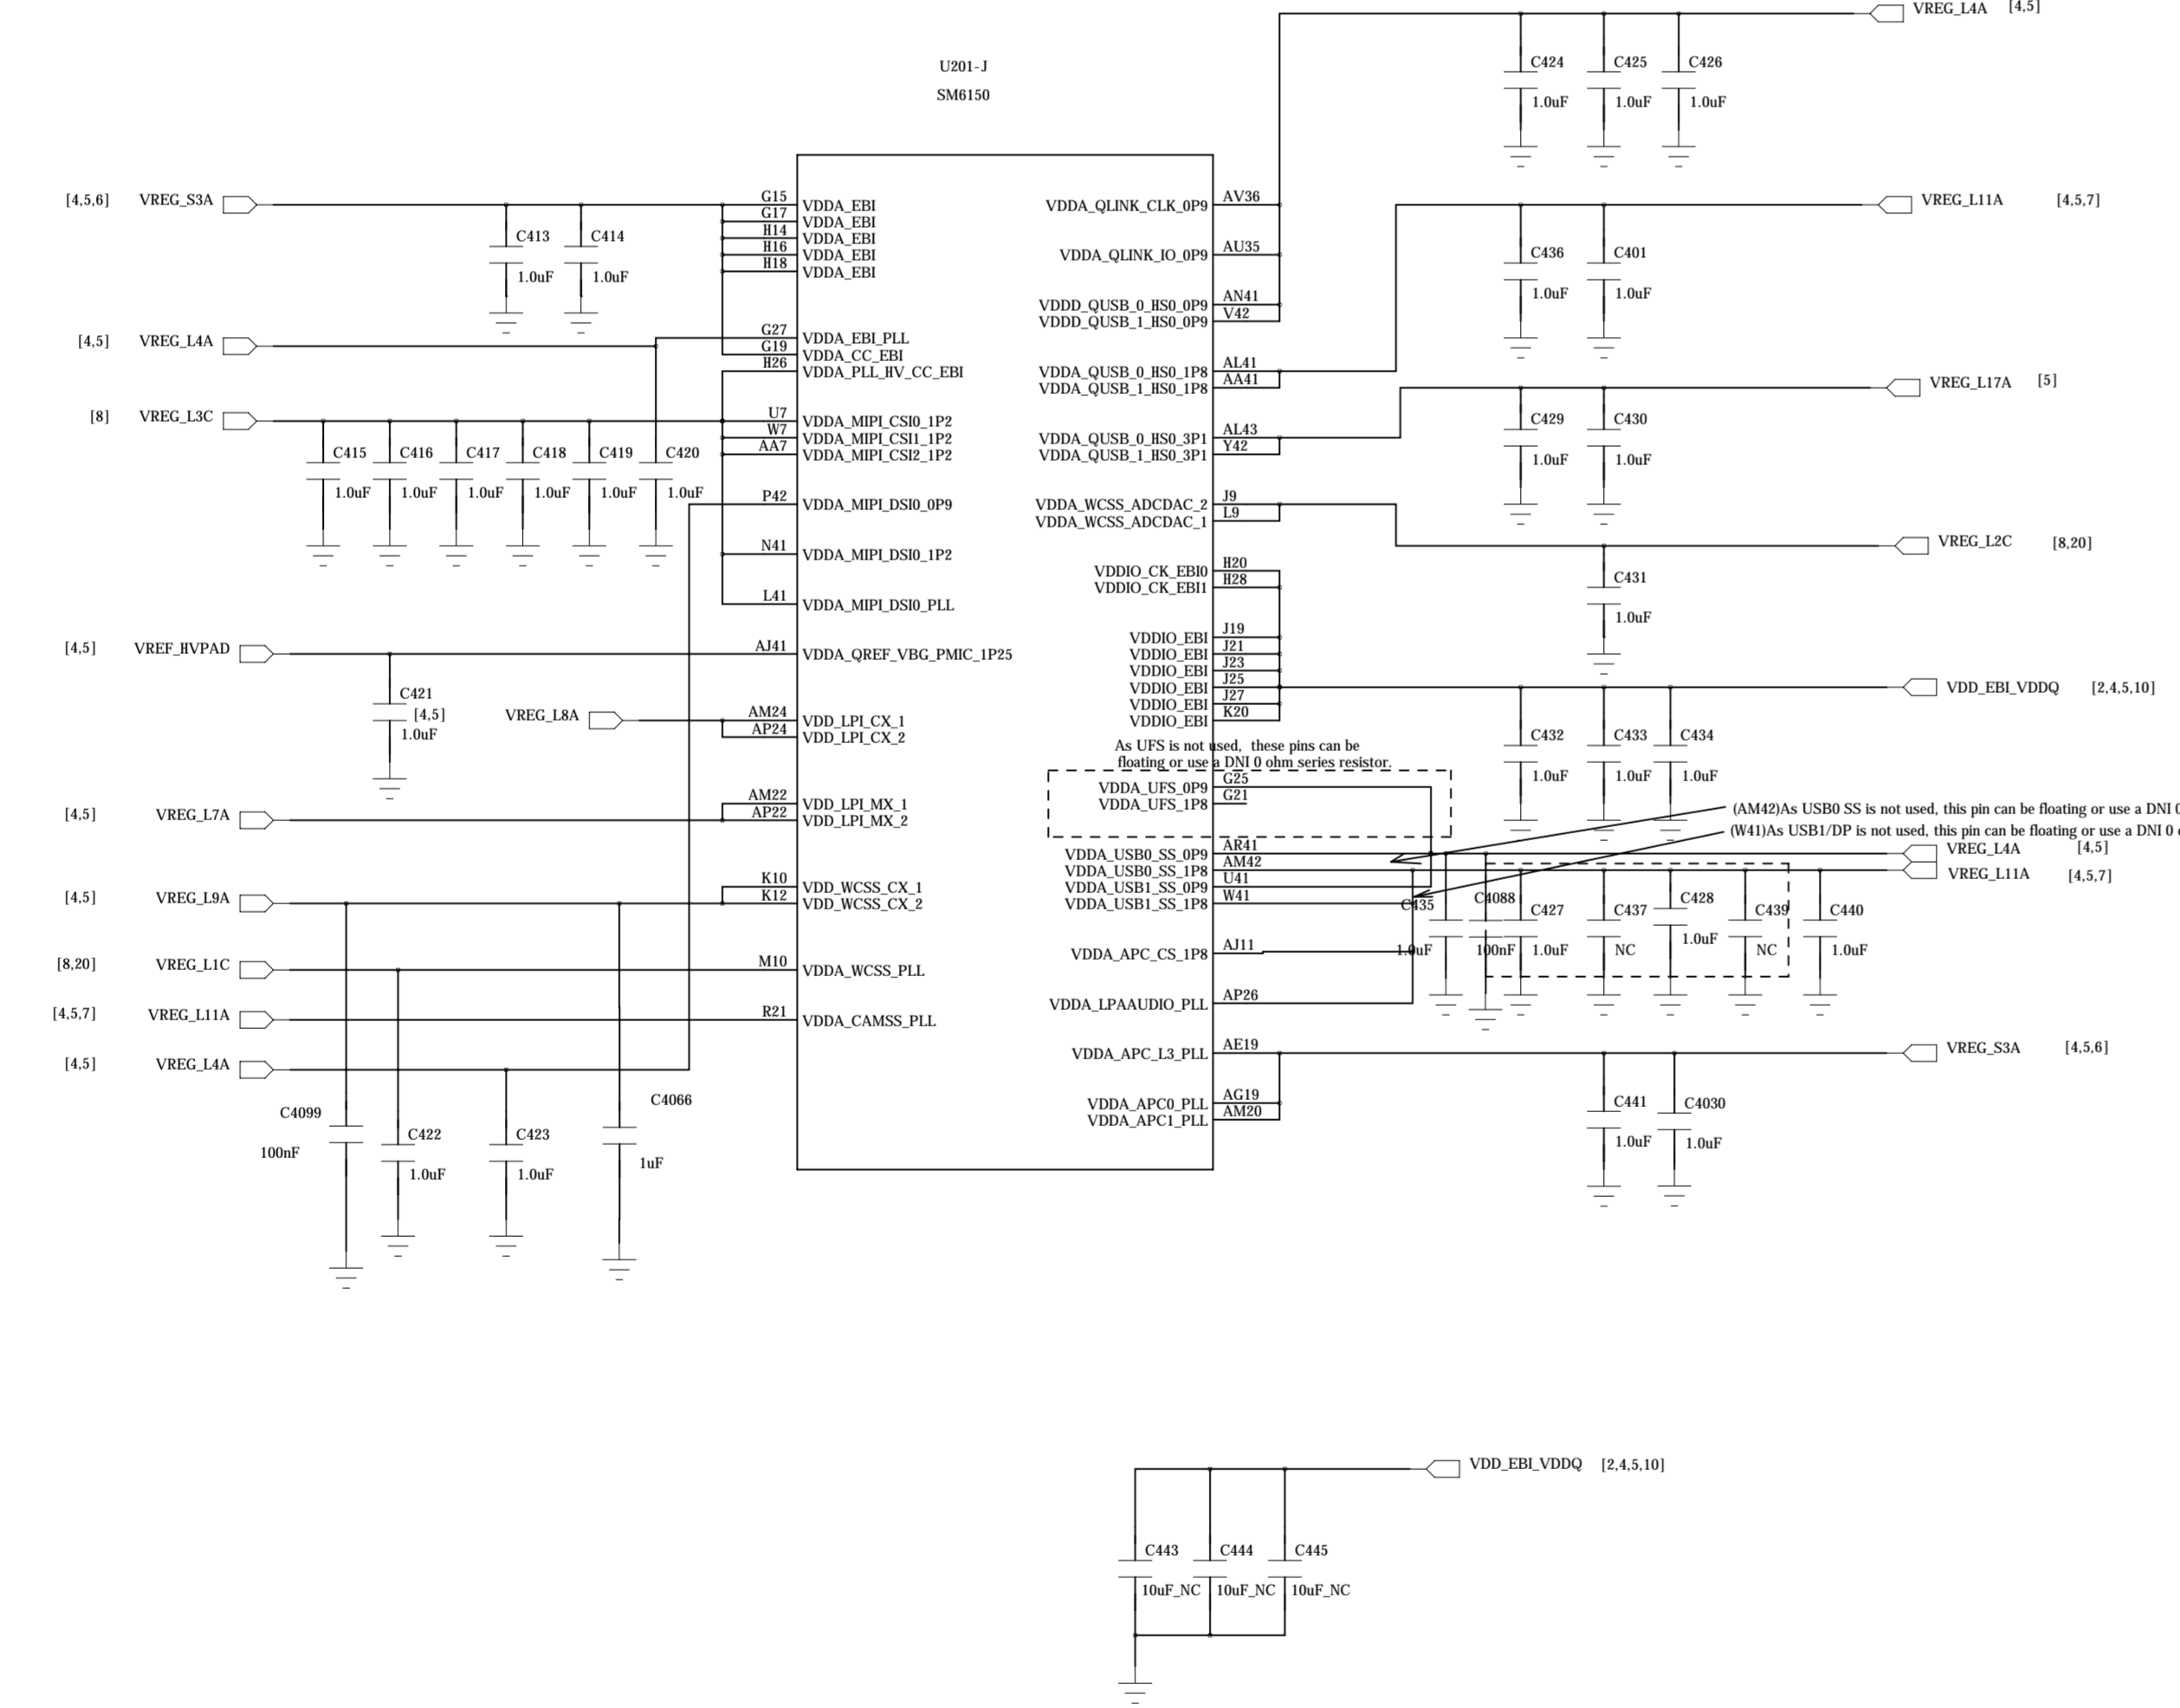 VREG_L4A [4,5]
U201-J
SM6150
C424 C425 C426
1.0uF 1.0uF 1.0uF
[4,5,6] VREG_S3A
C413 C414
1.0uF 1.0uF
[4,5] VREG_L4A
[8] VREG_L3C
C415 C416 C417 C418 C419 C420
1.0uF 1.0uF 1.0uF 1.0uF 1.0uF 1.0uF
[4,5] VREF_HVPAD
C421
1.0uF
[4,5] VREG_L8A
[4,5] VREG_L7A
[4,5] VREG_L9A
[8,20] VREG_L1C
[4,5,7] VREG_L11A
[4,5] VREG_L4A
C4099
100nF
C422
1.0uF
C423
1.0uF
C4066
1uF
G15 VDDA_EBI
G17 VDDA_EBI
H14 VDDA_EBI
H16 VDDA_EBI
H18 VDDA_EBI
G27 VDDA_EBI_PLL
G19 VDDA_CC_EBI
H26 VDDA_PLL_HV_CC_EBI
U7 VDDA_MIPI_CSI0_1P2
W7 VDDA_MIPI_CSI1_1P2
AA7 VDDA_MIPI_CSI2_1P2
P42 VDDA_MIPI_DSI0_0P9
N41 VDDA_MIPI_DSI0_1P2
L41 VDDA_MIPI_DSI0_PLL
AJ41 VDDA_QREF_VBG_PMIC_1P25
AM24 VDD_LPI_CX_1
AP24 VDD_LPI_CX_2
AM22 VDD_LPI_MX_1
AP22 VDD_LPI_MX_2
K10 VDD_WCSS_CX_1
K12 VDD_WCSS_CX_2
M10 VDDA_WCSS_PLL
R21 VDDA_CAMSS_PLL
VDDA_QLINK_CLK_0P9 AV36
VDDA_QLINK_IO_0P9 AU35
VDDD_QUSB_0_HS0_0P9 AN41
VDDD_QUSB_1_HS0_0P9 V42
VDDA_QUSB_0_HS0_1P8 AL41
VDDA_QUSB_1_HS0_1P8 AA41
VDDA_QUSB_0_HS0_3P1 AL43
VDDA_QUSB_1_HS0_3P1 Y42
VDDA_WCSS_ADCDAC_2 J9
VDDA_WCSS_ADCDAC_1 L9
VDDIO_CK_EBI0 H20
VDDIO_CK_EBI1 H28
VDDIO_EBI J19
VDDIO_EBI J21
VDDIO_EBI J23
VDDIO_EBI J25
VDDIO_EBI J27
VDDIO_EBI K20
As UFS is not used, these pins can be
floating or use a DNI 0 ohm series resistor.
VDDA_UFS_0P9 G25
VDDA_UFS_1P8 G21
VDDA_USB0_SS_0P9 AR41
VDDA_USB0_SS_1P8 AM42
VDDA_USB1_SS_0P9 U41
VDDA_USB1_SS_1P8 W41
VDDA_APC_CS_1P8 AJ11
VDDA_LPAAUDIO_PLL AP26
VDDA_APC_L3_PLL AE19
VDDA_APC0_PLL AG19
VDDA_APC1_PLL AM20
VREG_L11A [4,5,7]
C436 C401
1.0uF 1.0uF
VREG_L17A [5]
C429 C430
1.0uF 1.0uF
VREG_L2C [8,20]
C431
1.0uF
VDD_EBI_VDDQ [2,4,5,10]
C432 C433 C434
1.0uF 1.0uF 1.0uF
(AM42)As USB0 SS is not used, this pin can be floating or use a DNI 0
(W41)As USB1/DP is not used, this pin can be floating or use a DNI 0
VREG_L4A [4,5]
VREG_L11A [4,5,7]
C435 C4088 C427 C437 C428 C439 C440
1.0uF 100nF 1.0uF NC 1.0uF NC 1.0uF
VREG_S3A [4,5,6]
C441 C4030
1.0uF 1.0uF
VDD_EBI_VDDQ [2,4,5,10]
C443 C444 C445
10uF_NC 10uF_NC 10uF_NC